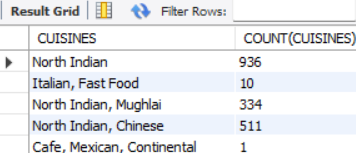 Result Grid Filter Rows:
CUISINES COUNT(CUISINES)
North Indian 936
Italian, Fast Food 10
North Indian, Mughlai 334
North Indian, Chinese 511
Cafe, Mexican, Continental 1